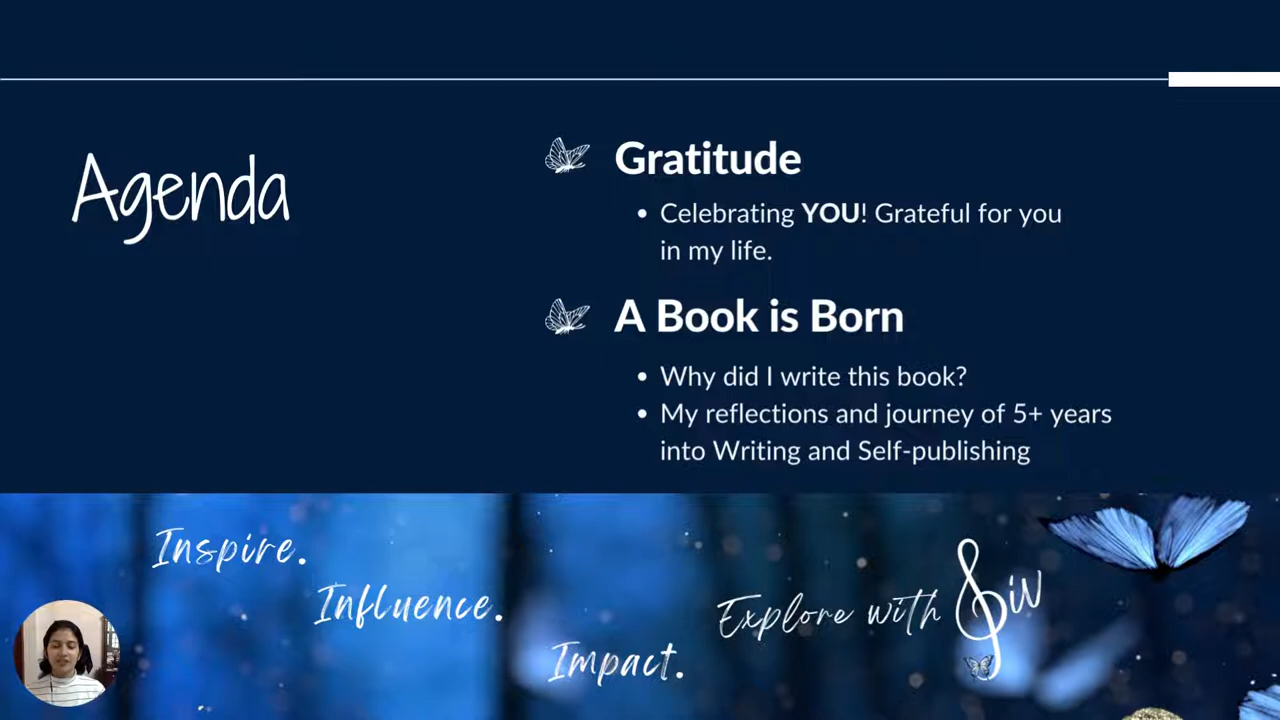 Agenda
Gratitude
• Celebrating YOU! Grateful for you
in my life.
A Book is Born
• Why did I write this book?
• My reflections and journey of 5+ years
into Writing and Self-publishing
Inspire.
Influence.
Impact.
Explore with Siv